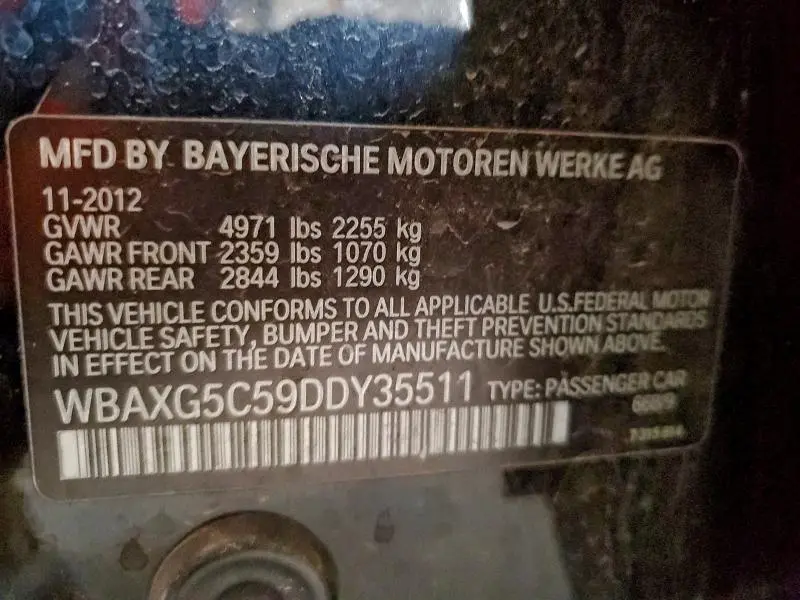 MFD BY BAYERISCHE MOTOREN WERKE AG
11-2012
GVWR 4971 lbs 2255 kg
GAWR FRONT 2359 lbs 1070 kg
GAWR REAR 2844 lbs 1290 kg
THIS VEHICLE CONFORMS TO ALL APPLICABLE U.S.FEDERAL MOTOR
VEHICLE SAFETY, BUMPER AND THEFT PREVENTION STANDARDS
IN EFFECT ON THE DATE OF MANUFACTURE SHOWN ABOVE.
WBAXG5C59DDY35511 TYPE: PASSENGER CAR